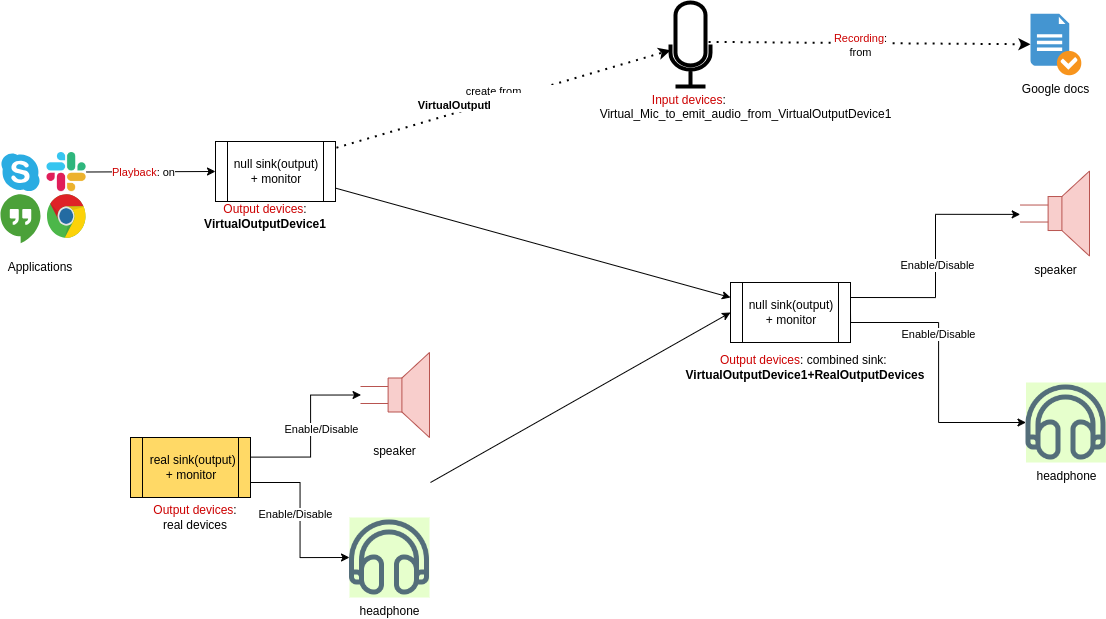 Recording:
from
create from
VirtualOutputI
Google docs
Input devices:
Virtual_Mic_to_emit_audio_from_VirtualOutputDevice1
null sink(output)
+ monitor
Playback: on
Output devices:
VirtualOutputDevice1
Applications
Enable/Disable
speaker
null sink(output)
+ monitor
Enable/Disable
Output devices: combined sink:
VirtualOutputDevice1+RealOutputDevices
Enable/Disable
speaker
real sink(output)
+ monitor
headphone
Output devices:
real devices
Enable/Disable
headphone